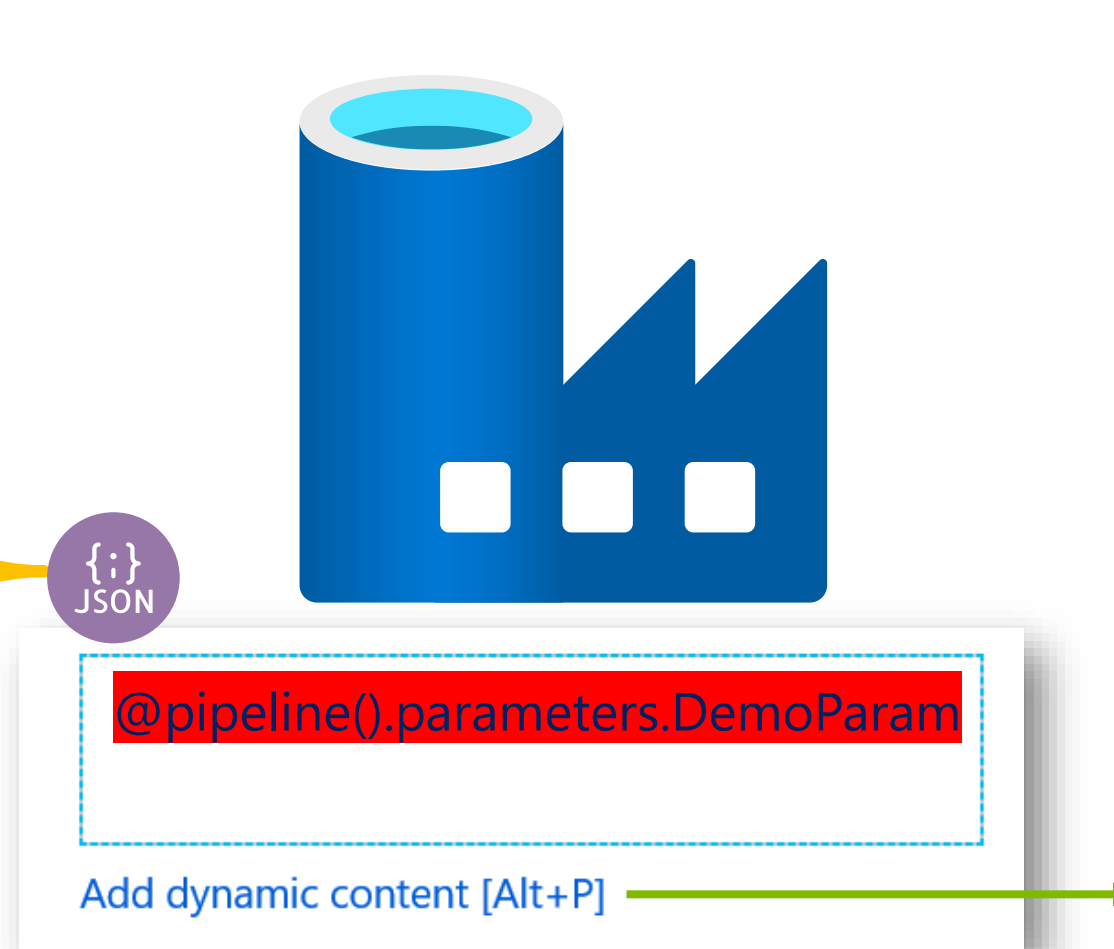 {;}
JSON
@pipeline().parameters.DemoParam
Add dynamic content [Alt+P]